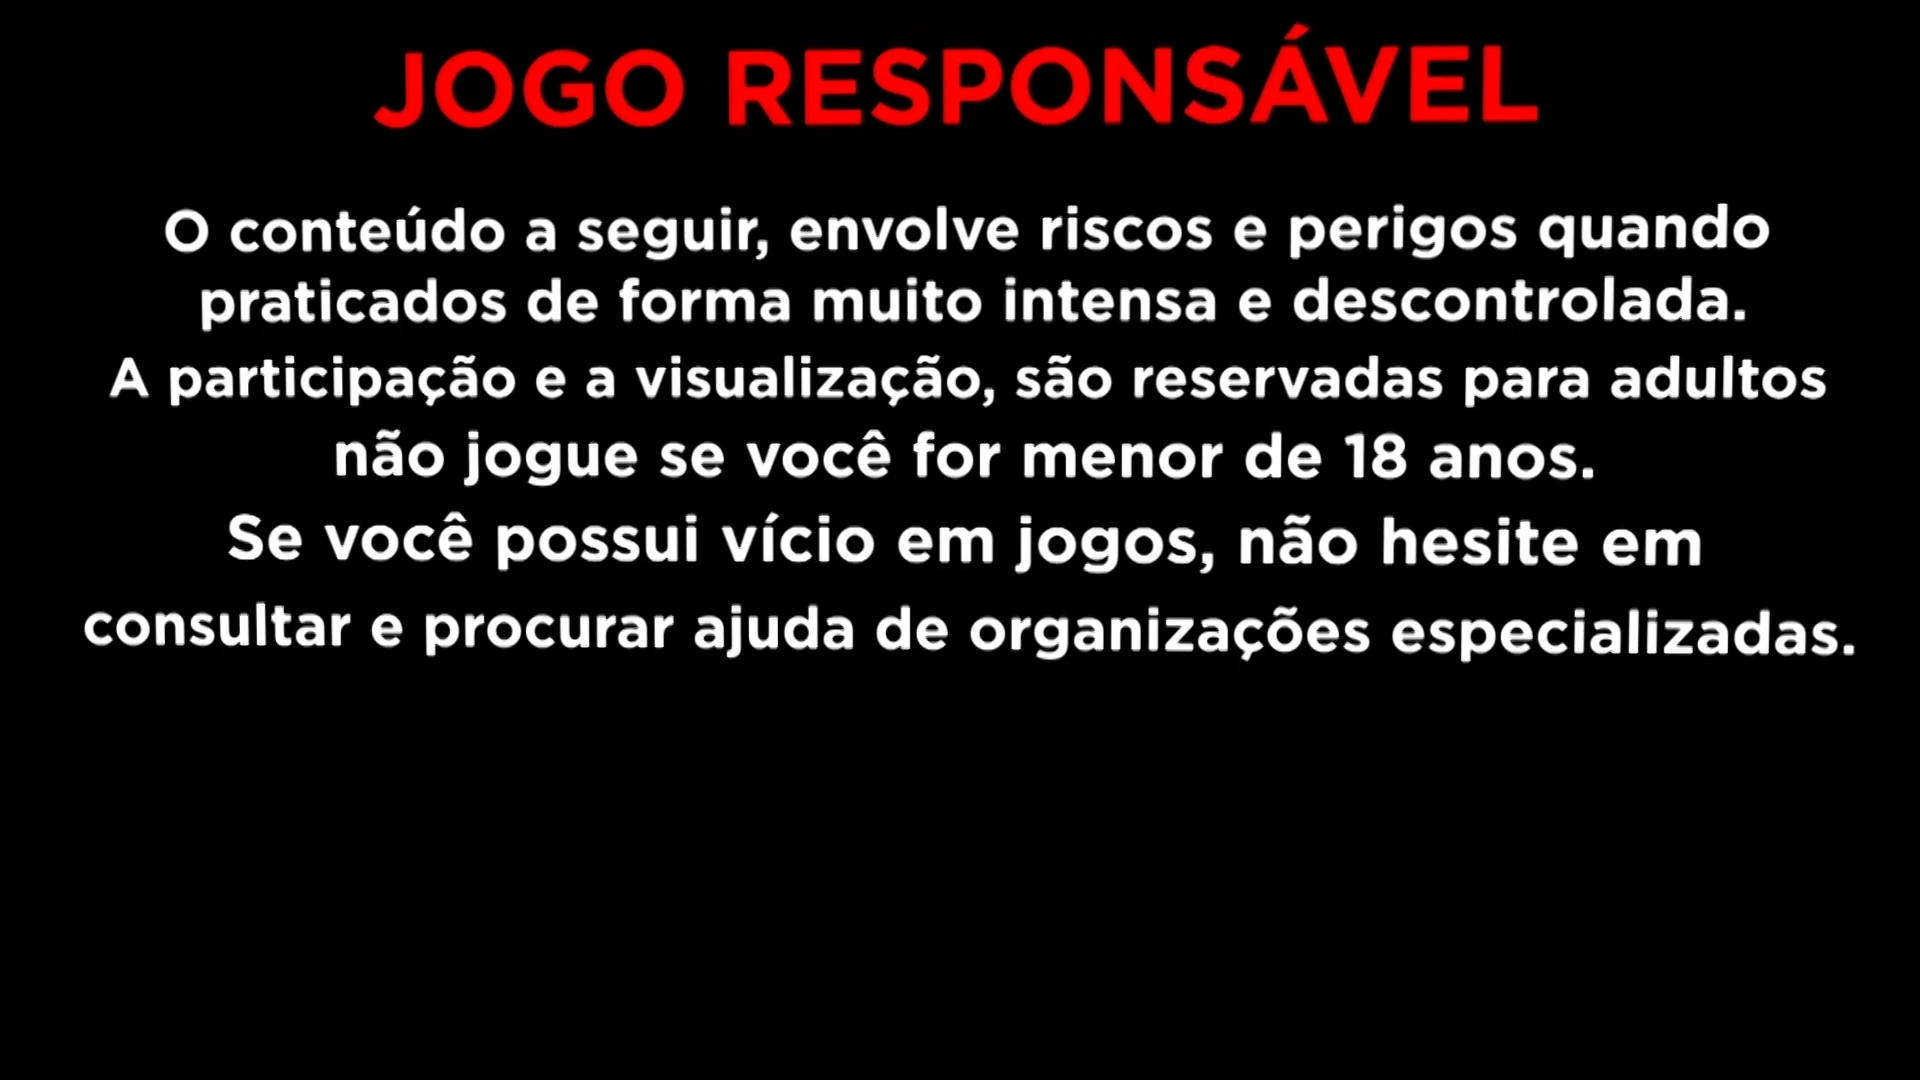 JOGO RESPONSÁVEL
O conteúdo a seguir, envolve riscos e perigos quando
praticados de forma muito intensa e descontrolada.
A participação e a visualização, são reservadas para adultos
não jogue se você for menor de 18 anos.
Se você possui vício em jogos, não hesite em
consultar e procurar ajuda de organizações especializadas.